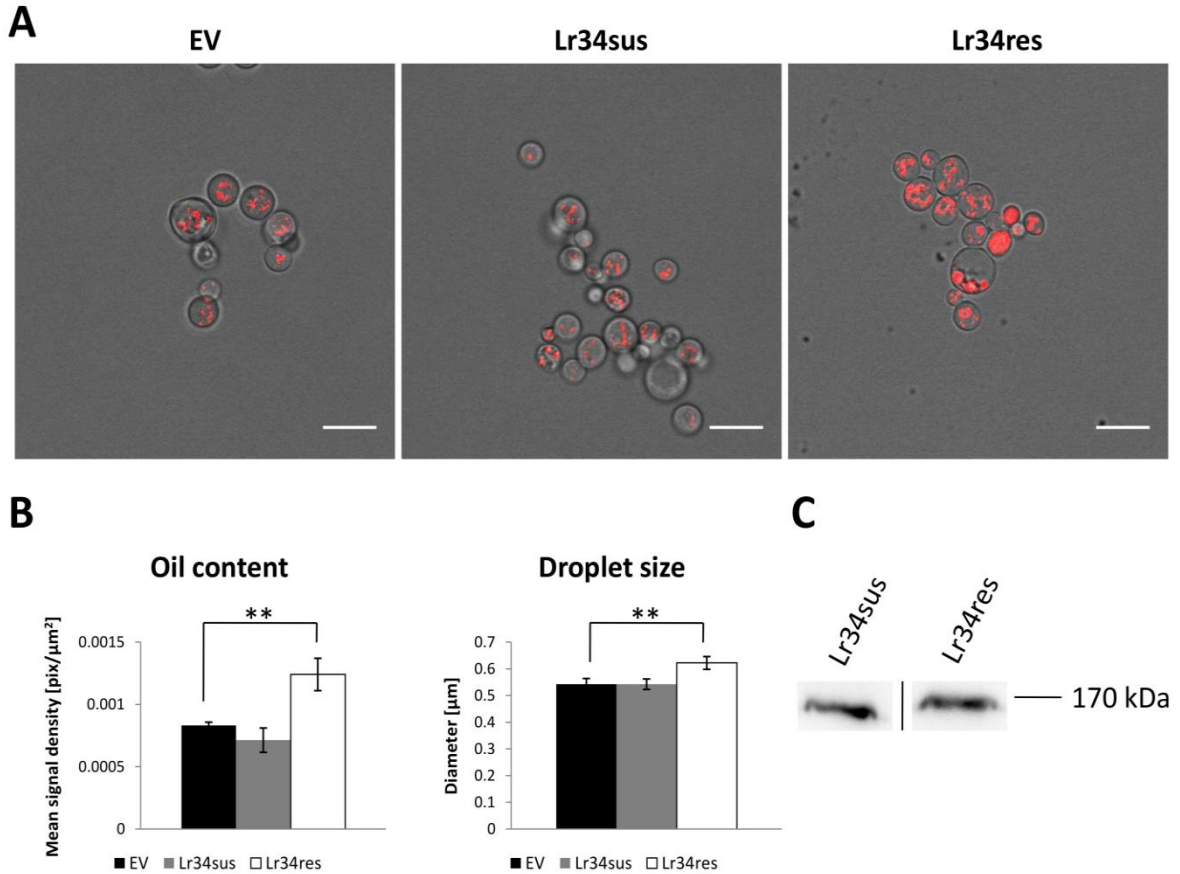 A
EV
Lr34sus
Lr34res
B
Oil content
Mean signal density [pix/µm²]
0.0015
0.001
0.0005
0
**
EV Lr34sus Lr34res
Droplet size
Diameter [µm]
0.7
0.6
0.5
0.4
0.3
0.2
0.1
0
**
EV Lr34sus Lr34res
C
Lr34sus
Lr34res
170 kDa